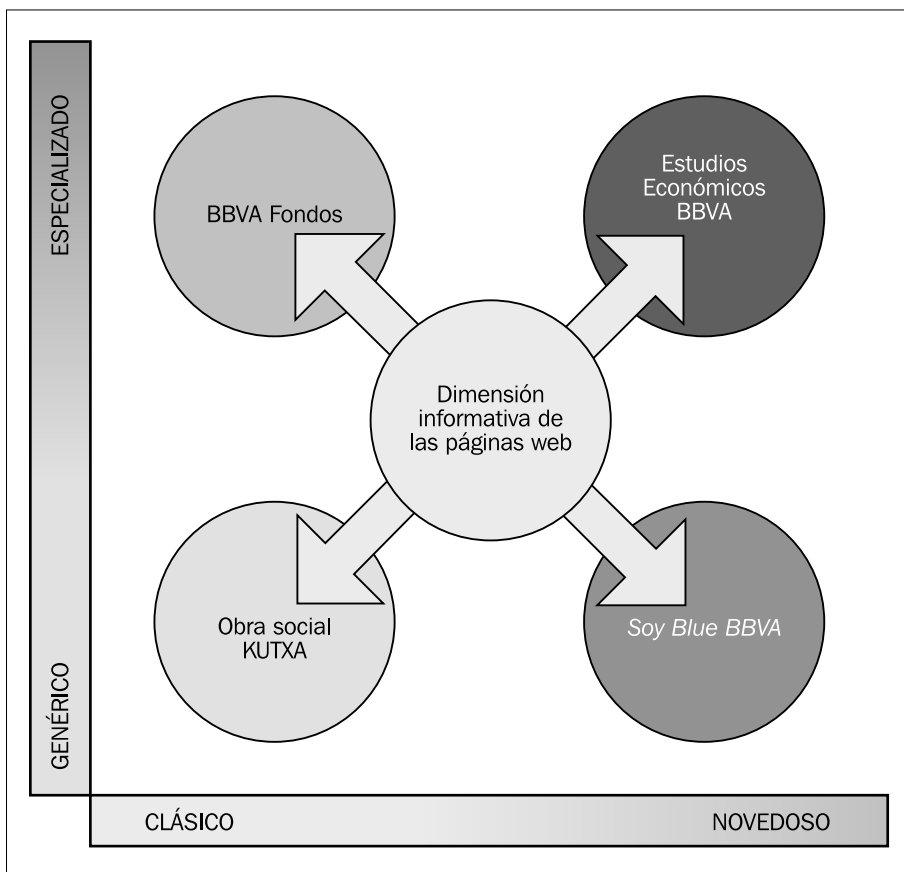 ESPECIALIZADO
GENÉRICO
BBVA Fondos
Estudios
Económicos
BBVA
Dimensión
informativa de
las páginas web
Obra social
KUTXA
Soy Blue BBVA
CLÁSICO
NOVEDOSO